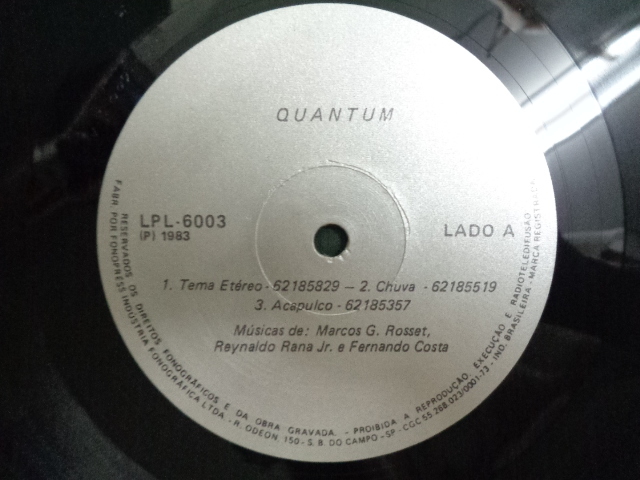 QUANTUM
LPL-6003
(P) 1983
LADO A
1. Tema Etéreo - 62185829 - 2. Chuva - 62185519
3. Acapulco - 62185357
Músicas de: Marcos G. Rosset,
Reynaldo Rana Jr. e Fernando Costa
RESERVADOS OS DIREITOS FONOGRÁFICOS E DA OBRA GRAVADA. - PROIBIDA A REPRODUÇÃO, EXECUÇÃO E RADIOTELEDIFUSÃO
FABR. POR FONOPRESS INDUSTRIA FONOGRÁFICA LTDA. - R. ODEON 150 - S. B. DO CAMPO - SP - CGC 55 268 023/0001-73 - IND. BRASILEIRA - MARCA REGISTRADA